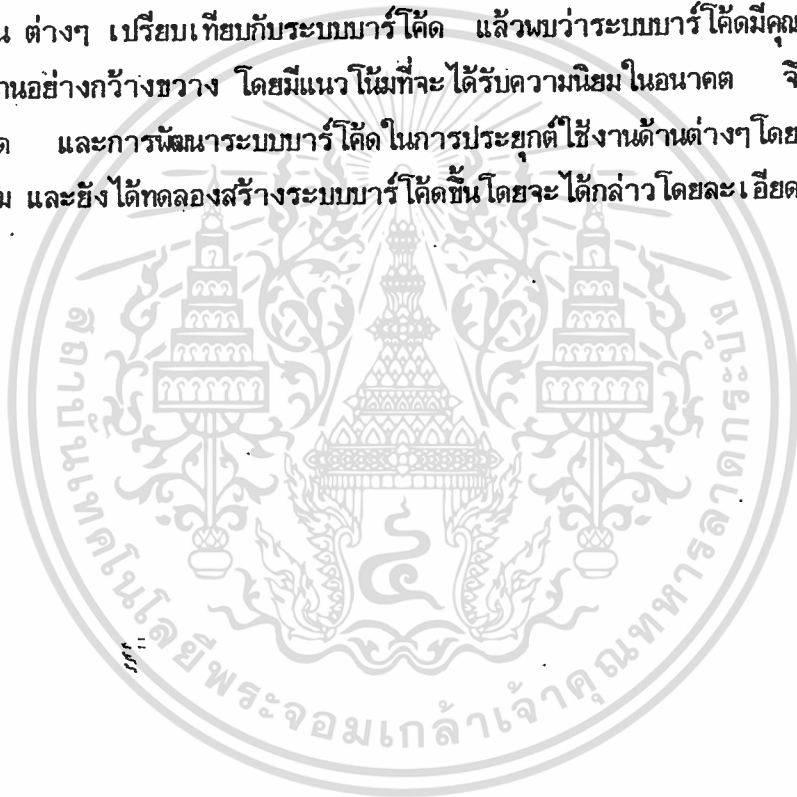 น ต่างๆ เปรียบเทียบกับระบบบาร์โค้ด แล้วพบว่าระบบบาร์โค้ดมีคุณ
านอย่างกว้างขวาง โดยมีแนวโน้มที่จะได้รับความนิยมในอนาคต จึ
ด และการพัฒนาระบบบาร์โค้ดในการประยุกต์ใช้งานด้านต่างๆโดย
ม และยังได้ทดลองสร้างระบบบาร์โค้ดขึ้นโดยจะได้กล่าวโดยละเอียด
สถาบันเทคโนโลยีพระจอมเกล้าเจ้าคุณทหารลาดกระบัง